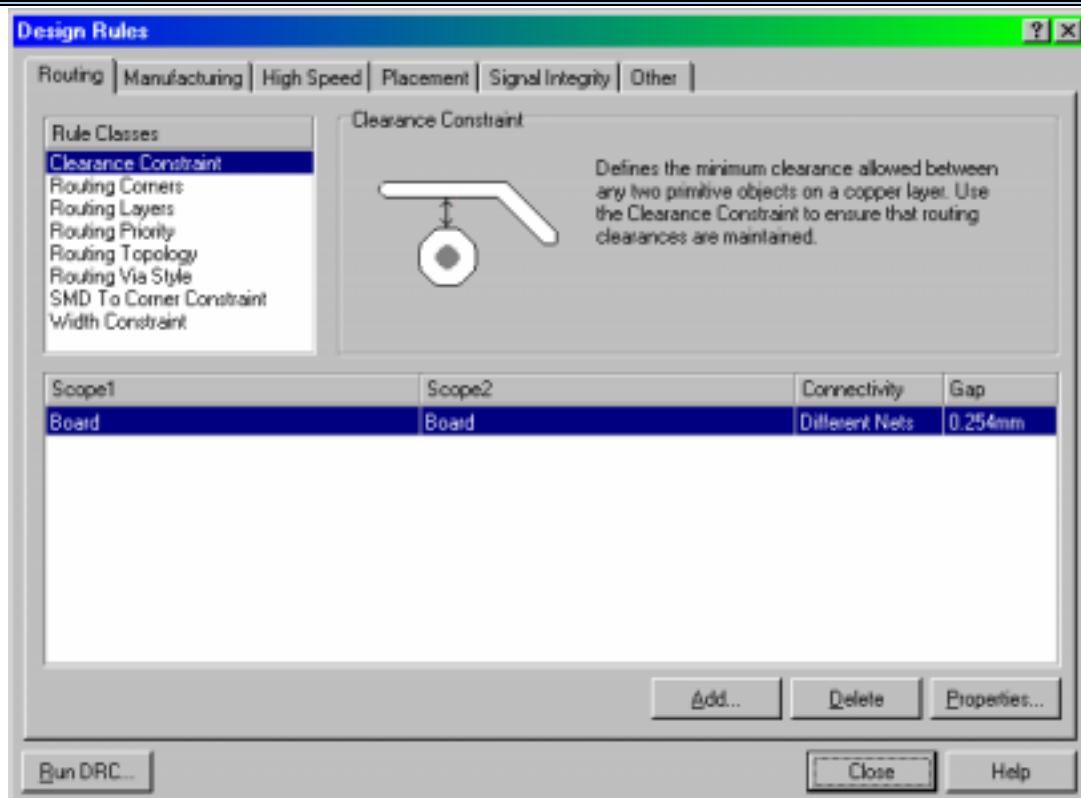 Design Rules
Routing Manufacturing High Speed Placement Signal Integrity Other
Rule Classes
Clearance Constraint
Routing Corners
Routing Layers
Routing Priority
Routing Topology
Routing Via Style
SMD To Corner Constraint
Width Constraint
Clearance Constraint
Defines the minimum clearance allowed between
any two primitive objects on a copper layer. Use
the Clearance Constraint to ensure that routing
clearances are maintained.
Scope1 Scope2 Connectivity Gap
Board Board Different Nets 0.254mm
Add... Delete Properties...
Run DRC... Close Help